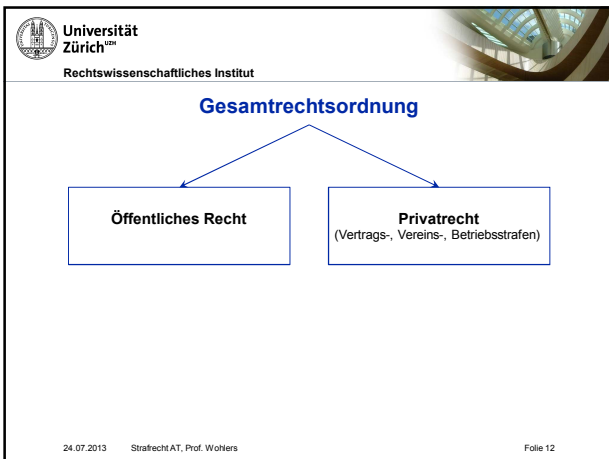 Universität
Zürich UZH
Rechtswissenschaftliches Institut
Gesamtrechtsordnung
Öffentliches Recht
Privatrecht
(Vertrags-, Vereins-, Betriebsstrafen)
24.07.2013 Strafrecht AT, Prof. Wohlers Folie 12